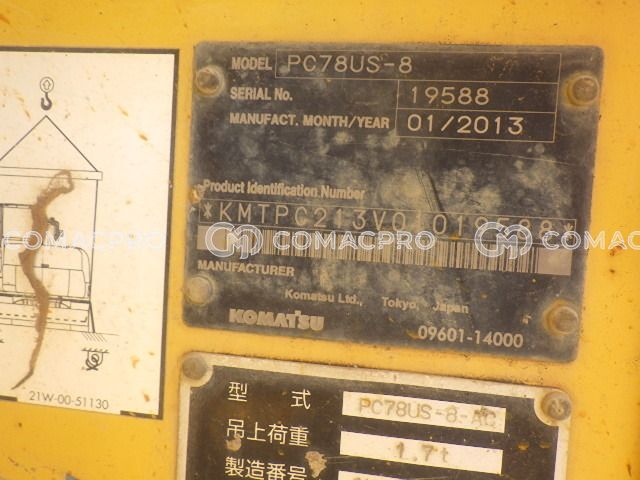 MODEL PC78US-8
SERIAL No. 19588
MANUFACT. MONTH/YEAR 01/2013
Product Identification Number
*KMTPC213V01019588*
COMACPRO COMACPRO COMAC
MANUFACTURER
Komatsu Ltd., Tokyo, Japan
KOMATSU 09601-14000
21W-00-51130
型式 PC78US-8-AC
吊上荷重 1.7t
製造番号